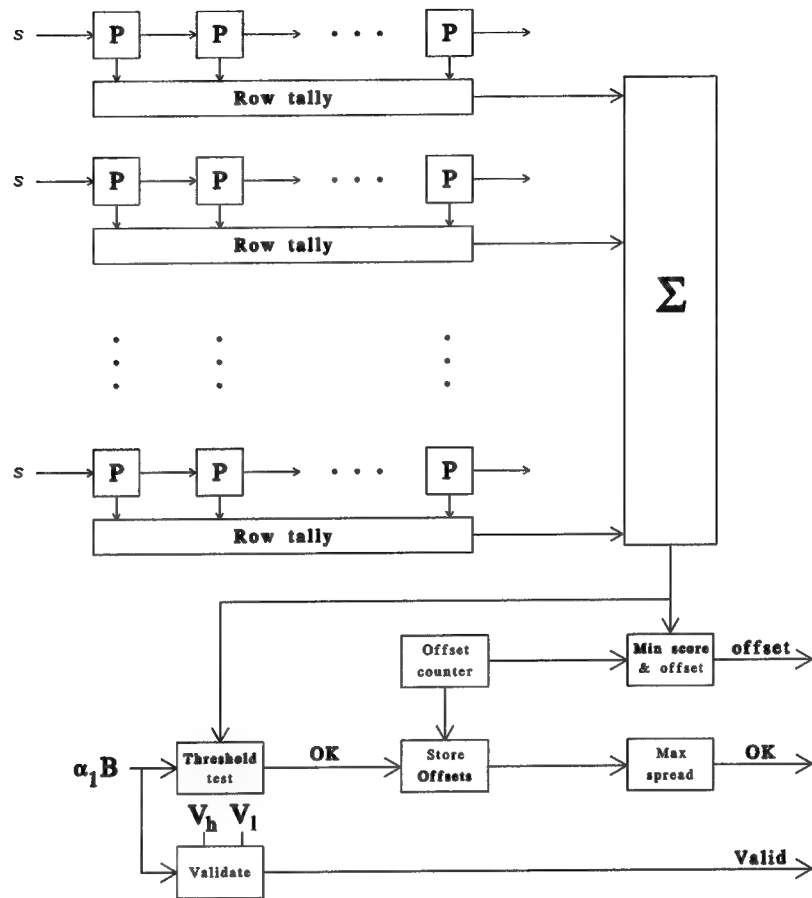 s P P . . . P
Row tally
s P P . . . P
Row tally
Σ
s P P . . . P
Row tally
Offset
counter
Min score
& offset
offset
α₁B
Threshold
test
OK
Store
Offsets
Max
spread
OK
Vₕ Vₗ
Validate
Valid